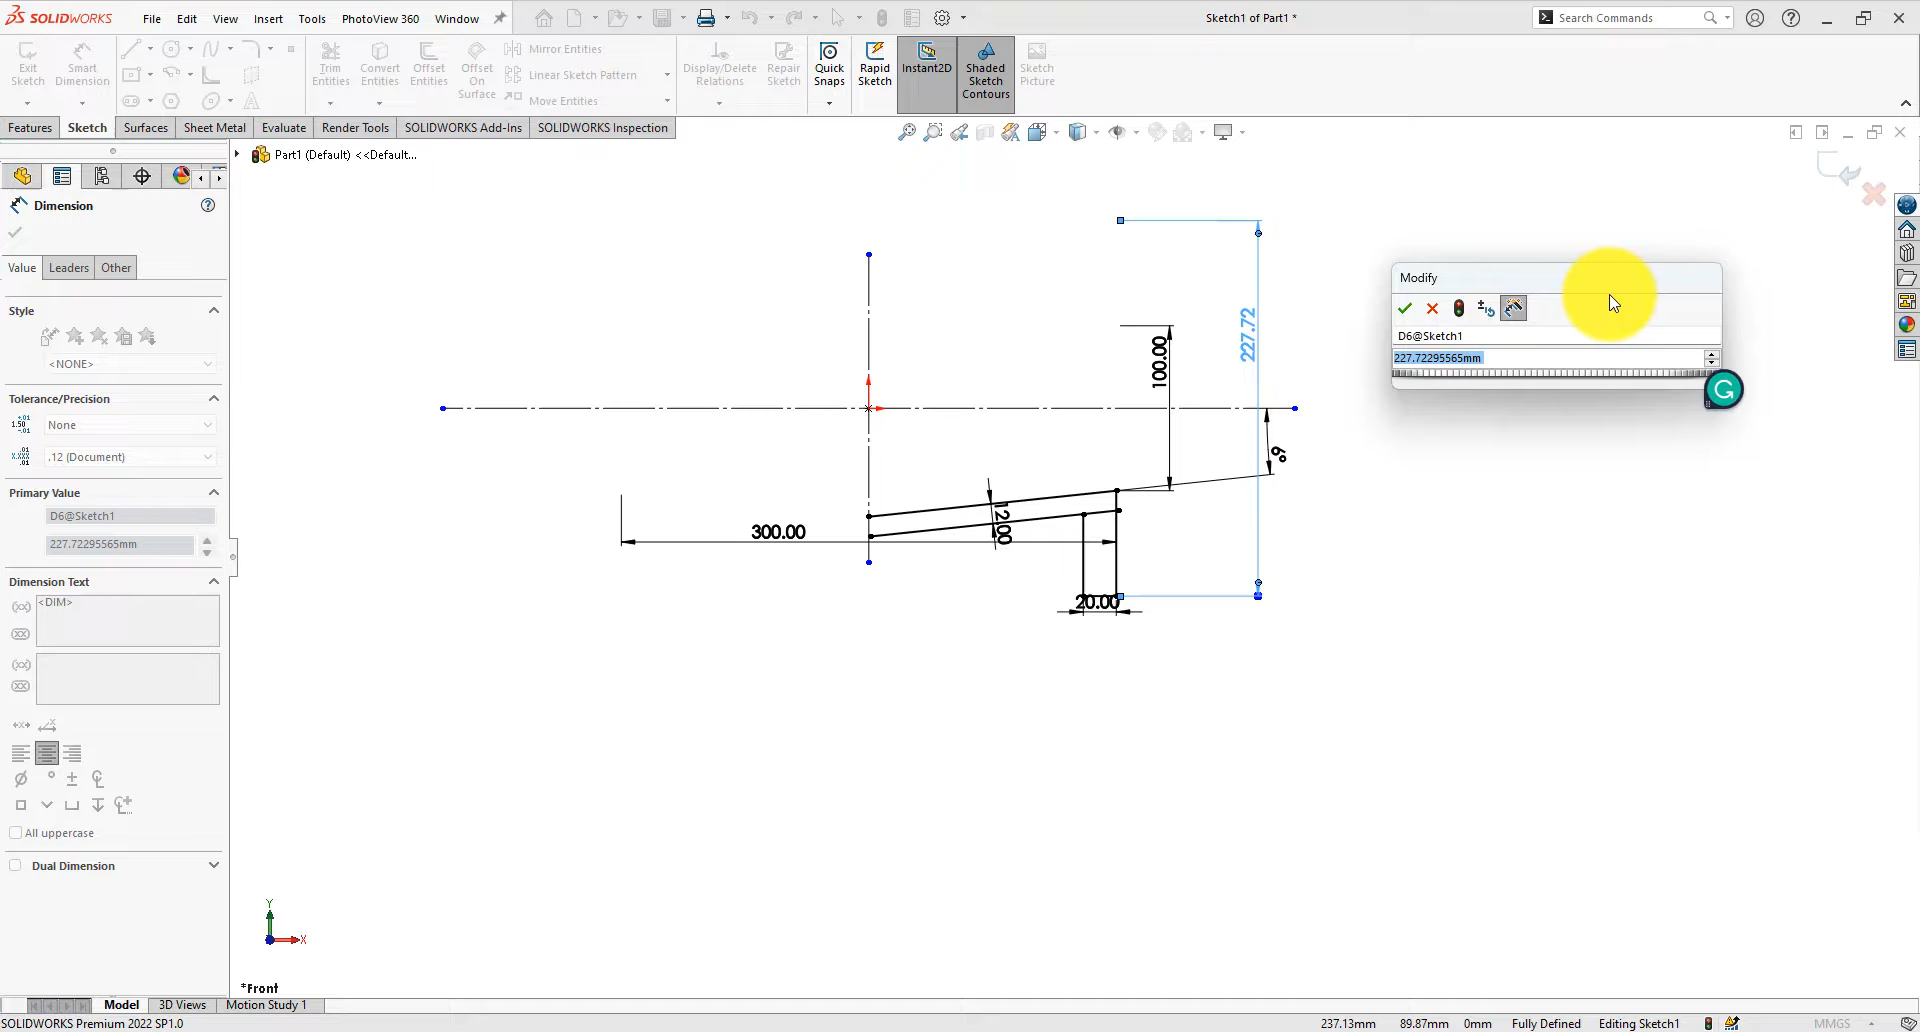 SOLIDWORKS File Edit View Insert Tools PhotoView 360 Window
Sketch1 of Part1 *
Search Commands
Exit Sketch
Smart Dimension
Trim Entities
Convert Entities
Offset Entities
Offset On Surface
Mirror Entities
Linear Sketch Pattern
Move Entities
Display/Delete Relations
Repair Sketch
Quick Snaps
Rapid Sketch
Instant2D
Shaded Sketch Contours
Sketch Picture
Features Sketch Surfaces Sheet Metal Evaluate Render Tools SOLIDWORKS Add-Ins SOLIDWORKS Inspection
Part1 (Default) <<Default...
Dimension
Value Leaders Other
Style
<NONE>
Tolerance/Precision
None
.12 (Document)
Primary Value
D6@Sketch1
227.72295565mm
Dimension Text
<DIM>
All uppercase
Dual Dimension
227.72
100.00
6°
12.00
300.00
20.00
Modify
D6@Sketch1
227.72295565mm
Y
X
*Front
Model 3D Views Motion Study 1
SOLIDWORKS Premium 2022 SP1.0
237.13mm 89.87mm 0mm Fully Defined Editing Sketch1 MMGS